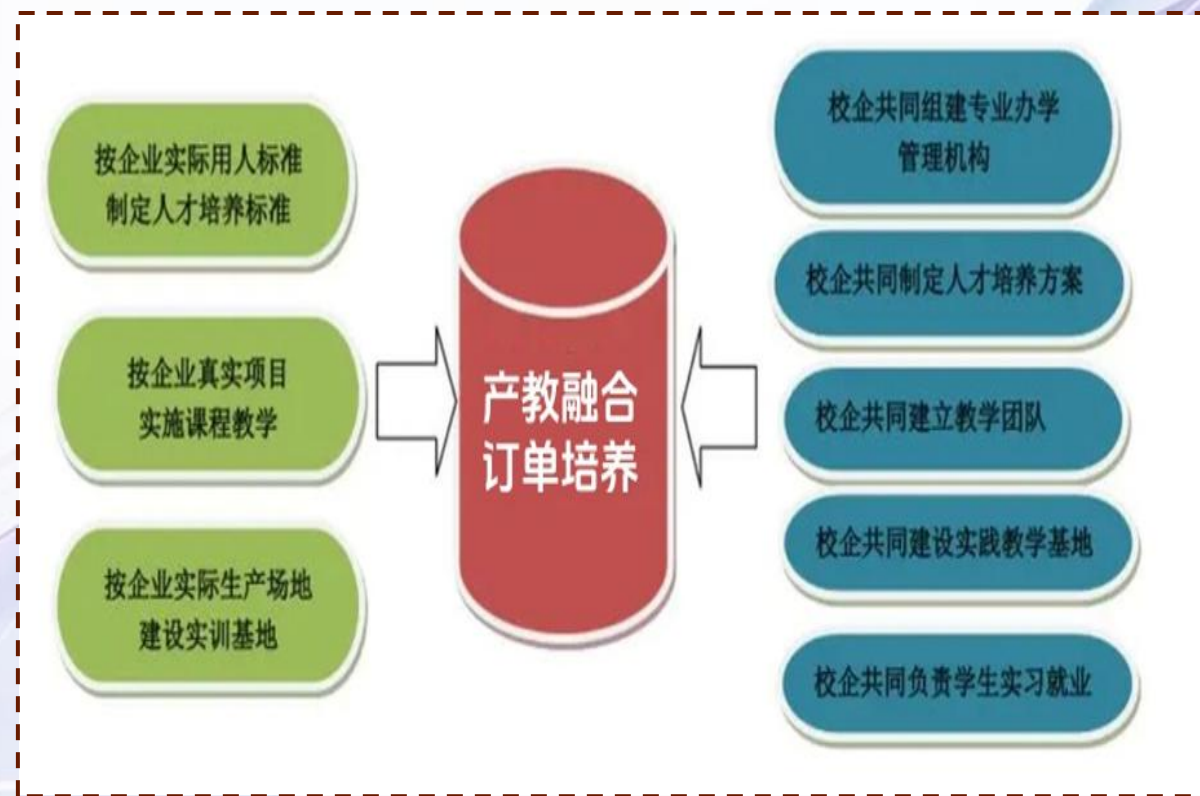 按企业实际用人标准
制定人才培养标准
按企业真实项目
实施课程教学
按企业实际生产场地
建设实训基地
产教融合
订单培养
校企共同组建专业办学
管理机构
校企共同制定人才培养方案
校企共同建立教学团队
校企共同建设实践教学基地
校企共同负责学生实习就业